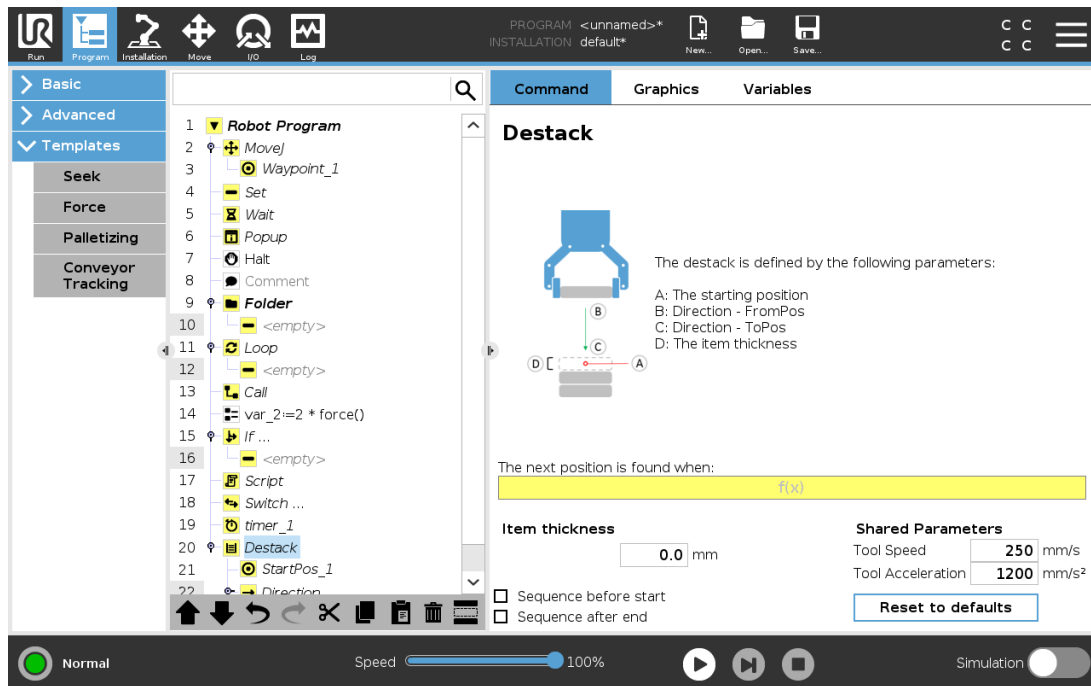 PROGRAM <unnamed>*
INSTALLATION default*
C C
C C
Run
Program
Installation
Move
I/O
Log
New...
Open...
Save...
Basic
Advanced
Templates
Seek
Force
Palletizing
Conveyor
Tracking
1 Robot Program
2 MoveJ
3 Waypoint_1
4 Set
5 Wait
6 Popup
7 Halt
8 Comment
9 Folder
10 <empty>
11 Loop
12 <empty>
13 Call
14 var_2:=2 * force()
15 If ...
16 <empty>
17 Script
18 Switch ...
19 timer_1
20 Destack
21 StartPos_1
22 Direction
Command
Graphics
Variables
Destack
B
C
D
A
The destack is defined by the following parameters:
A: The starting position
B: Direction - FromPos
C: Direction - ToPos
D: The item thickness
The next position is found when:
f(x)
Item thickness
0.0 mm
Sequence before start
Sequence after end
Shared Parameters
Tool Speed 250 mm/s
Tool Acceleration 1200 mm/s²
Reset to defaults
Normal
Speed 100%
Simulation